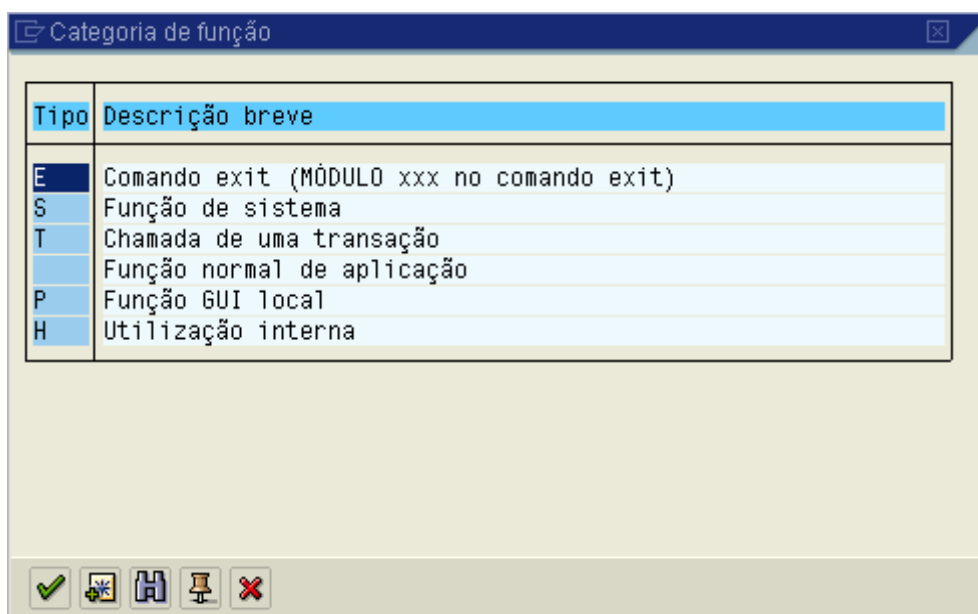 Categoria de função
Tipo Descrição breve
E Comando exit (MÓDULO xxx no comando exit)
S Função de sistema
T Chamada de uma transação
Função normal de aplicação
P Função GUI local
H Utilização interna